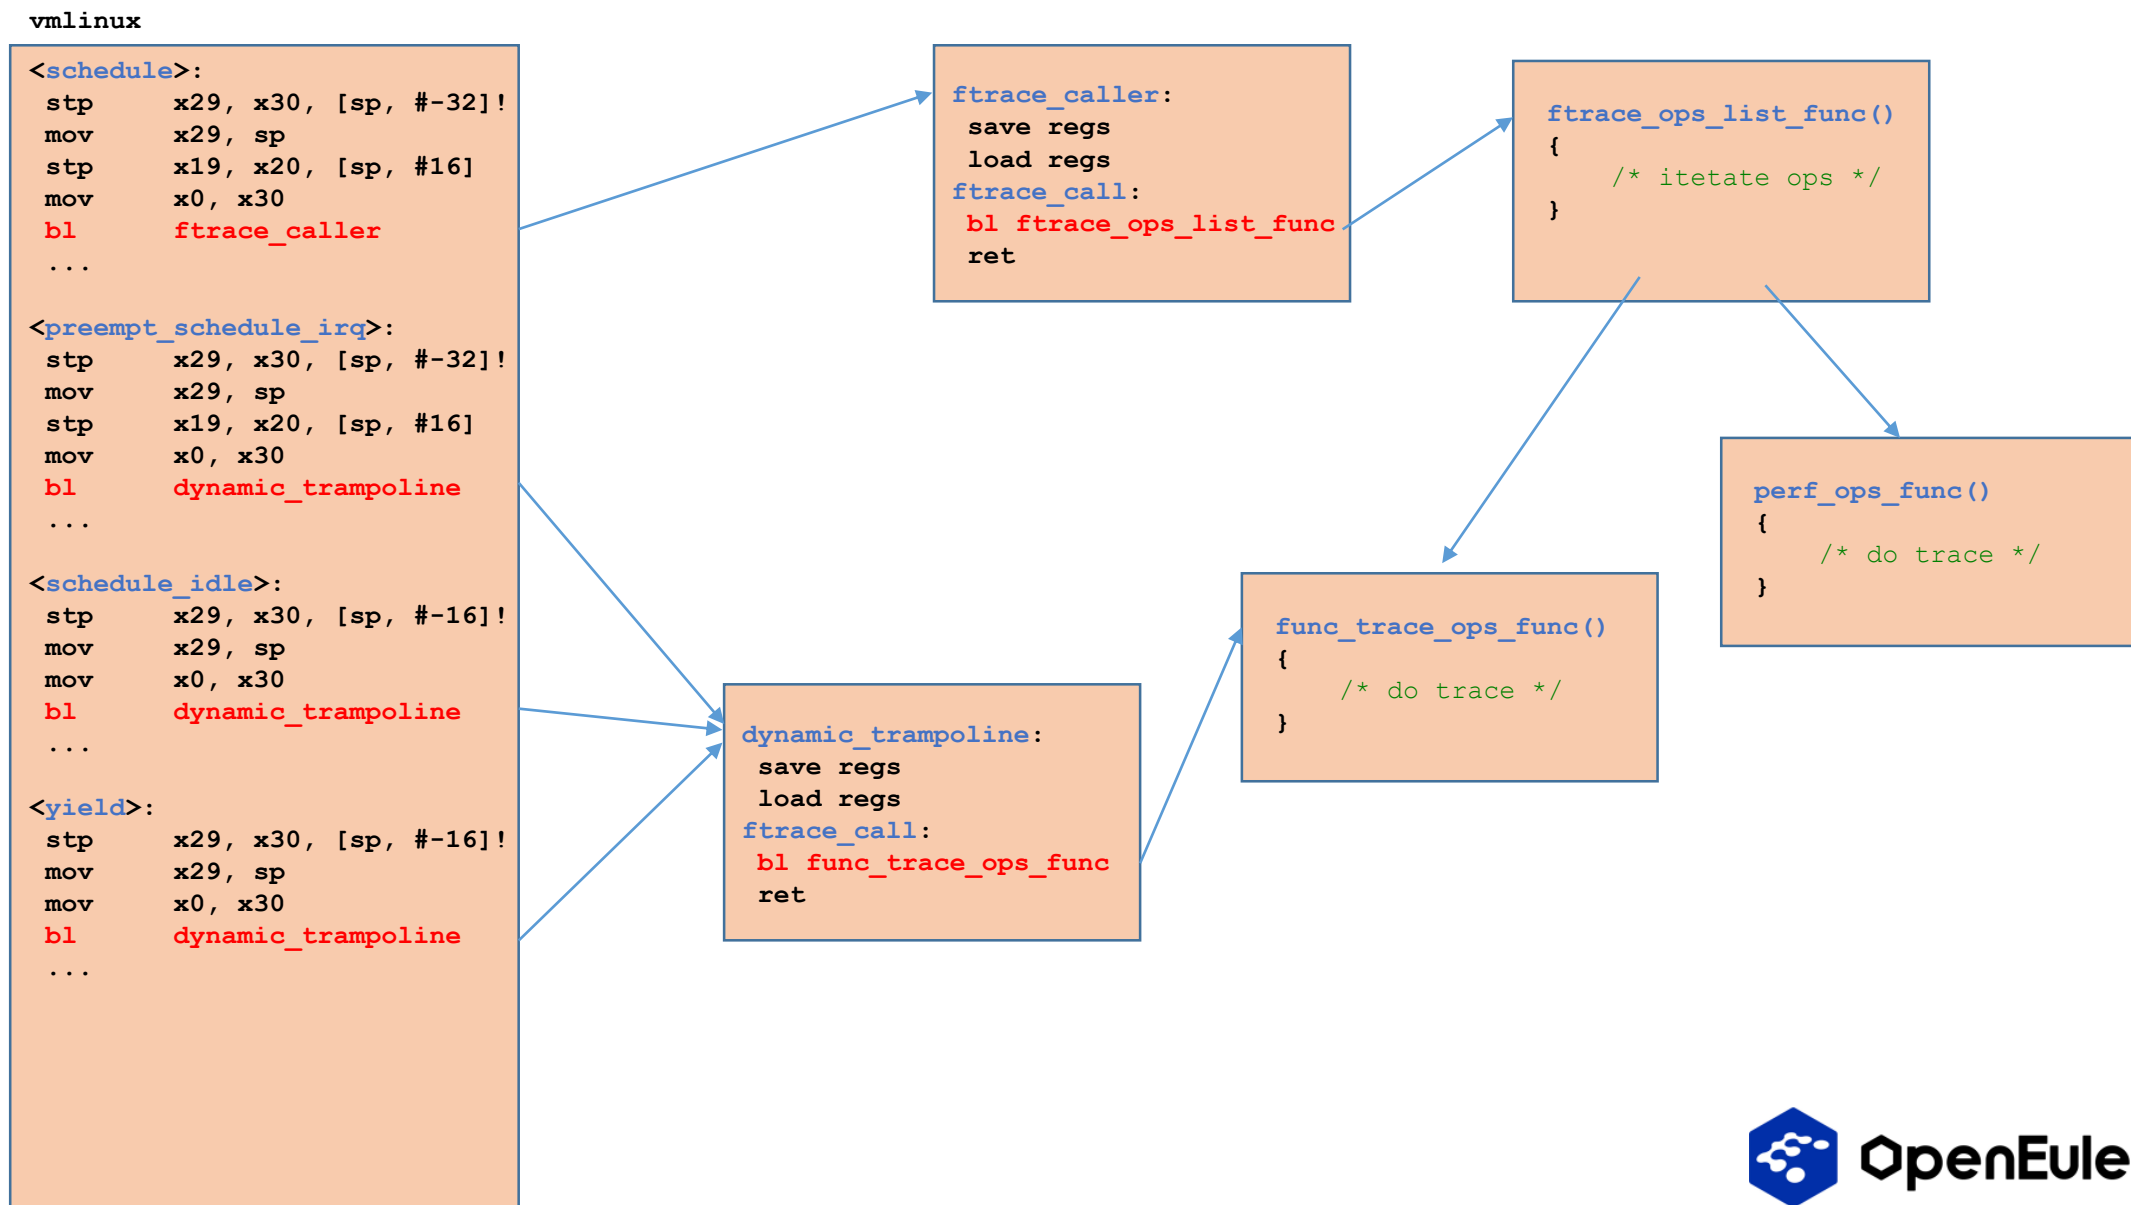 vmlinux
<schedule>:
stp x29, x30, [sp, #-32]!
mov x29, sp
stp x19, x20, [sp, #16]
mov x0, x30
bl ftrace_caller
...
<preempt_schedule_irq>:
stp x29, x30, [sp, #-32]!
mov x29, sp
stp x19, x20, [sp, #16]
mov x0, x30
bl dynamic_trampoline
...
<schedule_idle>:
stp x29, x30, [sp, #-16]!
mov x29, sp
mov x0, x30
bl dynamic_trampoline
...
<yield>:
stp x29, x30, [sp, #-16]!
mov x29, sp
mov x0, x30
bl dynamic_trampoline
...
ftrace_caller:
save regs
load regs
ftrace_call:
bl ftrace_ops_list_func
ret
ftrace_ops_list_func()
{
/* itetate ops */
}
perf_ops_func()
{
/* do trace */
}
func_trace_ops_func()
{
/* do trace */
}
dynamic_trampoline:
save regs
load regs
ftrace_call:
bl func_trace_ops_func
ret
OpenEule